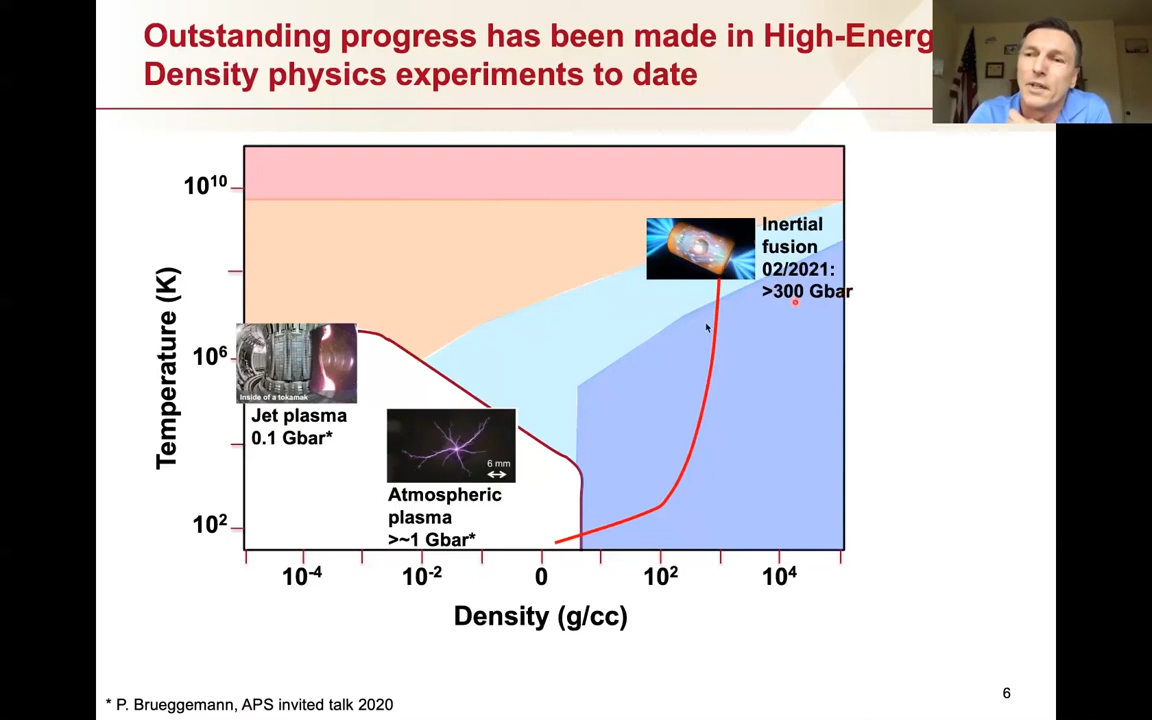 Outstanding progress has been made in High-Energ
Density physics experiments to date
10¹⁰
10⁶
10²
Temperature (K)
Inertial
fusion
02/2021:
>300 Gbar
Inside of a tokamak
Jet plasma
0.1 Gbar*
6 mm
Atmospheric
plasma
>~1 Gbar*
10⁻⁴ 10⁻² 0 10² 10⁴
Density (g/cc)
6
* P. Brueggemann, APS invited talk 2020